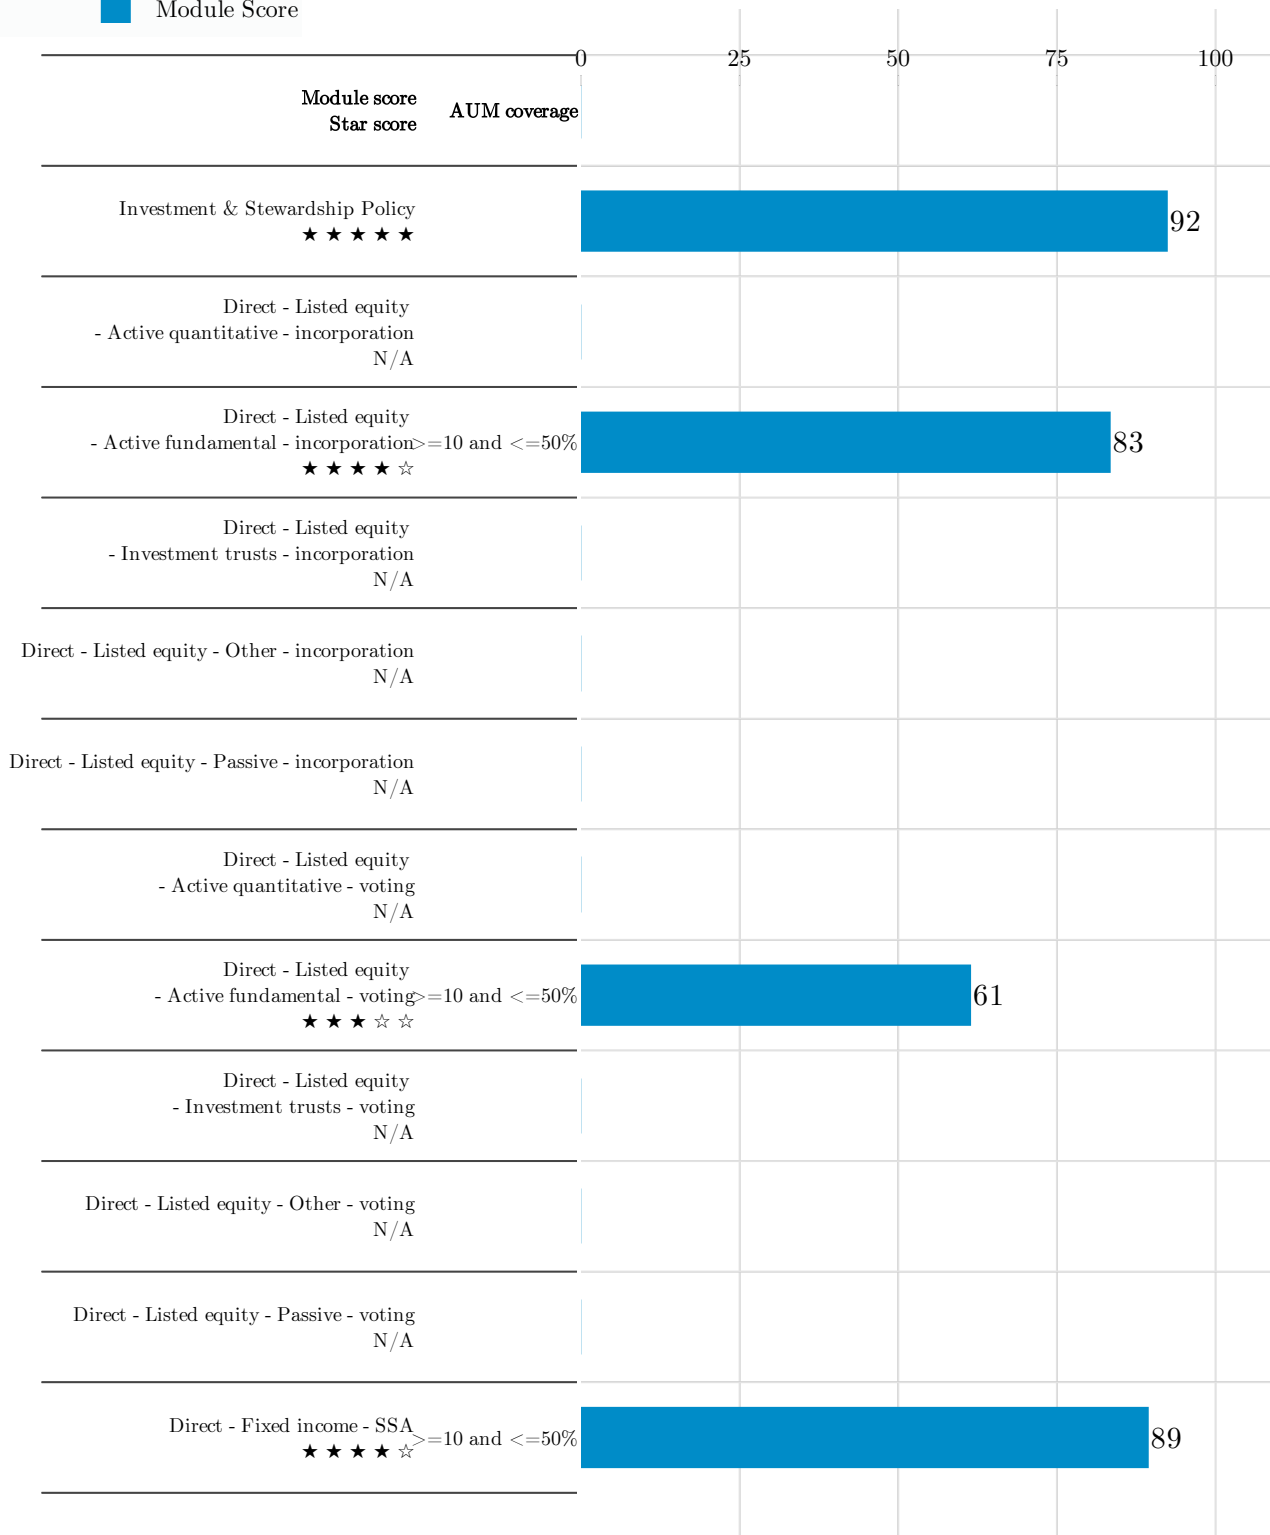 Module Score
0 25 50 75 100
Module score
Star score
AUM coverage
Investment & Stewardship Policy
★ ★ ★ ★ ★
92
Direct - Listed equity
- Active quantitative - incorporation
N/A
Direct - Listed equity
- Active fundamental - incorporation
>=10 and <=50%
★ ★ ★ ★ ☆
83
Direct - Listed equity
- Investment trusts - incorporation
N/A
Direct - Listed equity - Other - incorporation
N/A
Direct - Listed equity - Passive - incorporation
N/A
Direct - Listed equity
- Active quantitative - voting
N/A
Direct - Listed equity
- Active fundamental - voting
>=10 and <=50%
★ ★ ★ ☆ ☆
61
Direct - Listed equity
- Investment trusts - voting
N/A
Direct - Listed equity - Other - voting
N/A
Direct - Listed equity - Passive - voting
N/A
Direct - Fixed income - SSA
★ ★ ★ ★ ☆
>=10 and <=50%
89